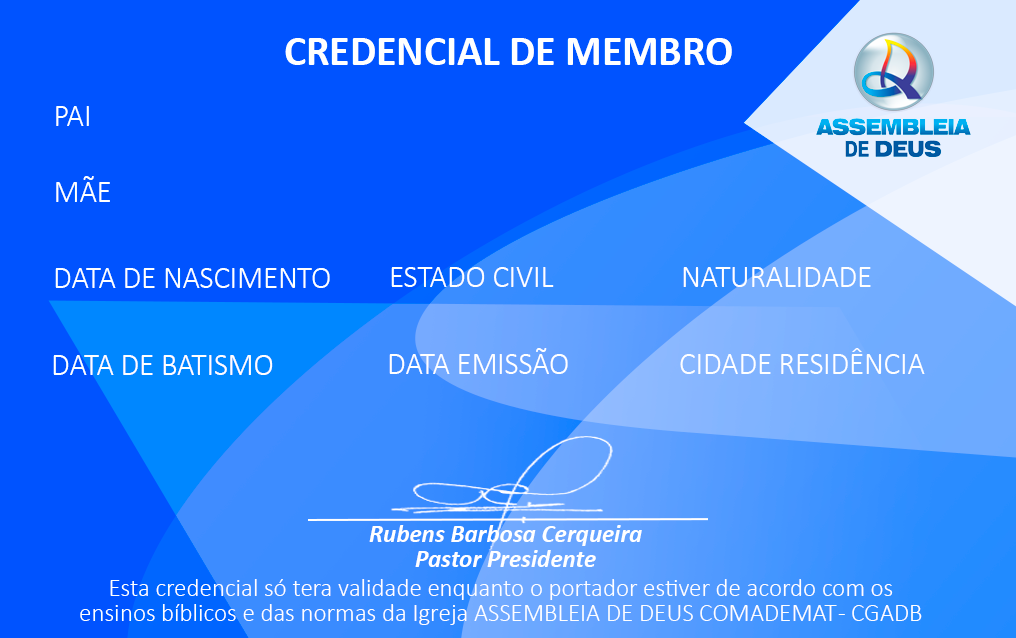 CREDENCIAL DE MEMBRO
ASSEMBLEIA
DE DEUS
PAI
MÃE
DATA DE NASCIMENTO ESTADO CIVIL NATURALIDADE
DATA DE BATISMO DATA EMISSÃO CIDADE RESIDÊNCIA
Rubens Barbosa Cerqueira
Pastor Presidente
Esta credencial só tera validade enquanto o portador estiver de acordo com os
ensinos bíblicos e das normas da Igreja ASSEMBLEIA DE DEUS COMADEMAT - CGADB